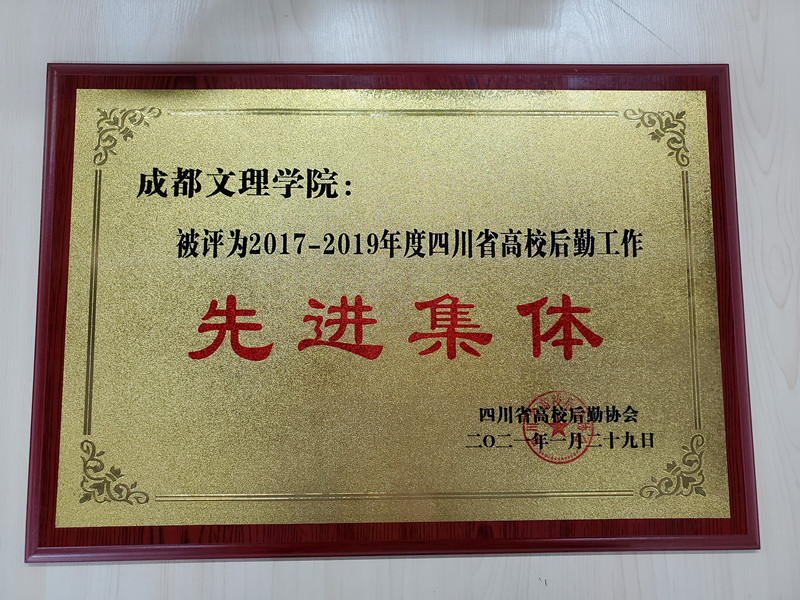 成都文理学院：
被评为2017-2019年度四川省高校后勤工作
先进集体
四川省高校后勤协会
二〇二一年一月二十九日